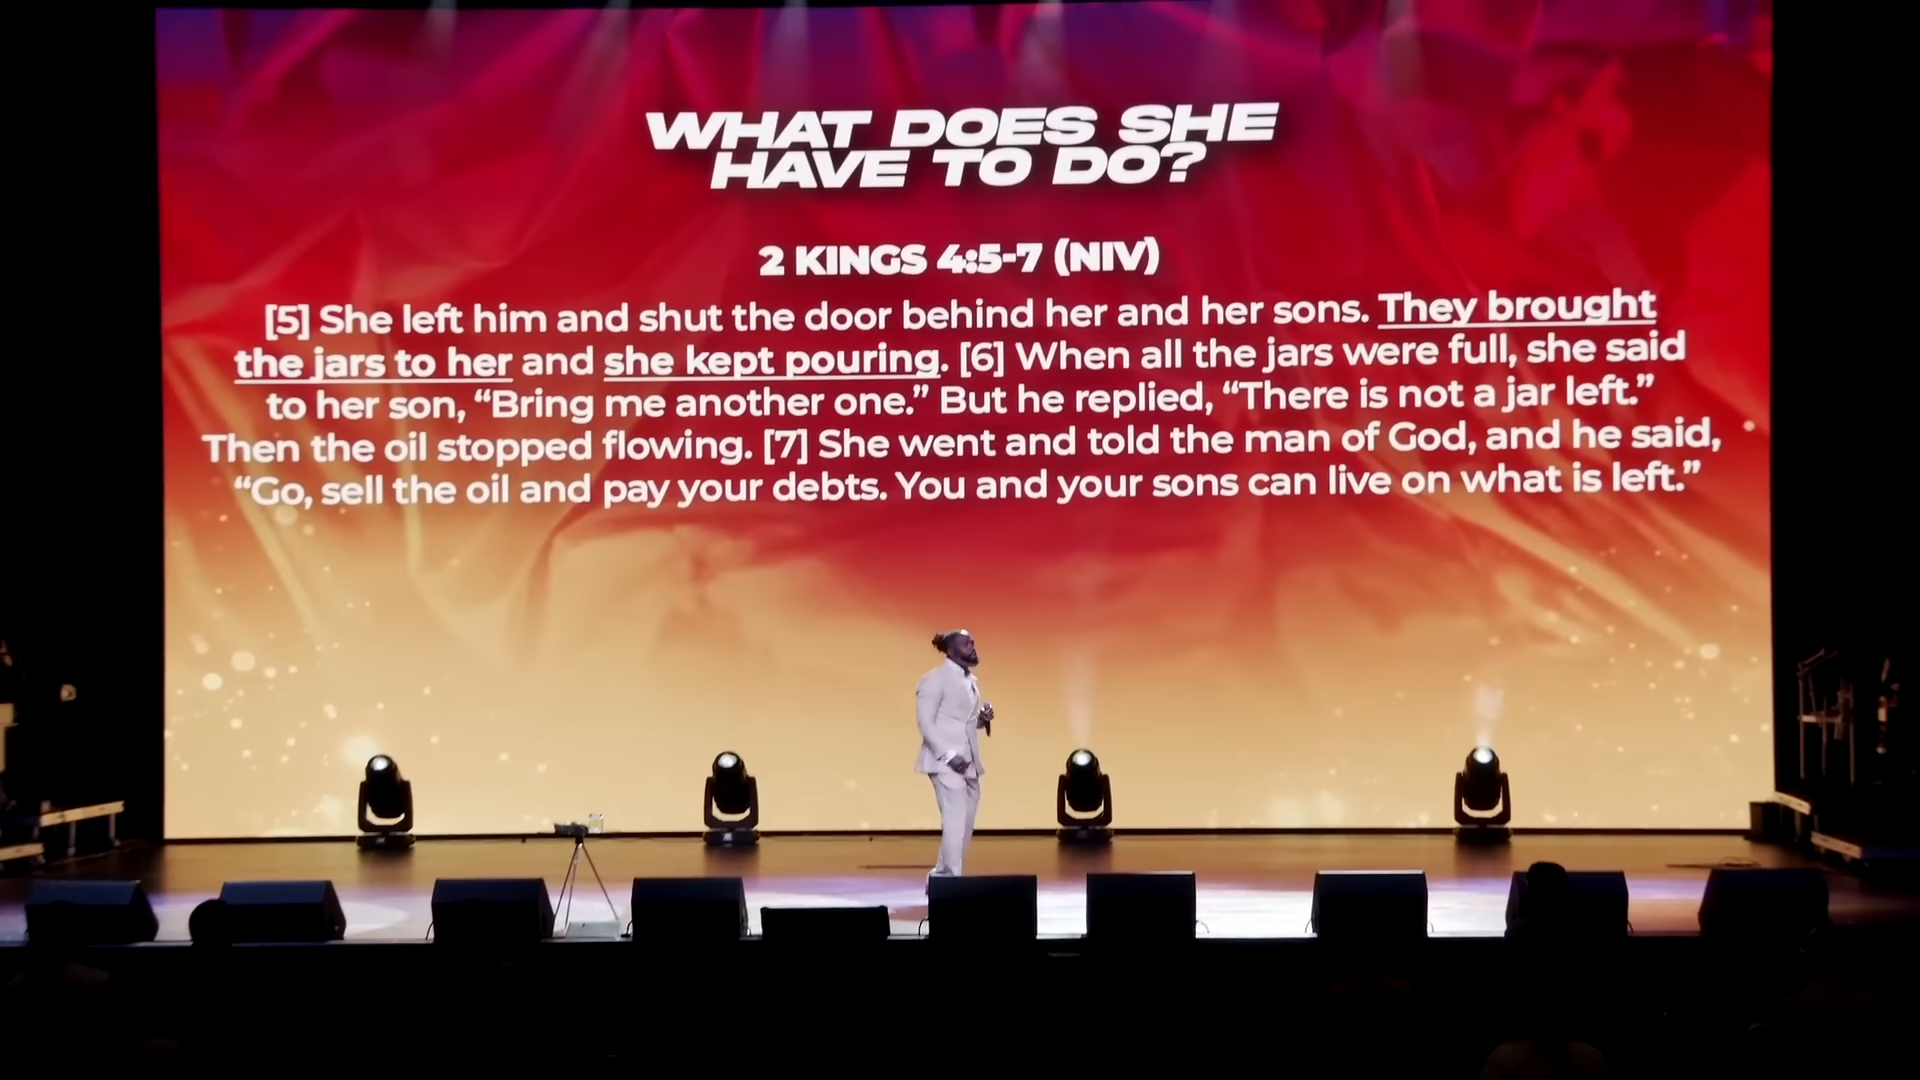 WHAT DOES SHE
HAVE TO DO?
2 KINGS 4:5-7 (NIV)
[5] She left him and shut the door behind her and her sons. They brought
the jars to her and she kept pouring. [6] When all the jars were full, she said
to her son, “Bring me another one.” But he replied, “There is not a jar left.”
Then the oil stopped flowing. [7] She went and told the man of God, and he said,
“Go, sell the oil and pay your debts. You and your sons can live on what is left.”